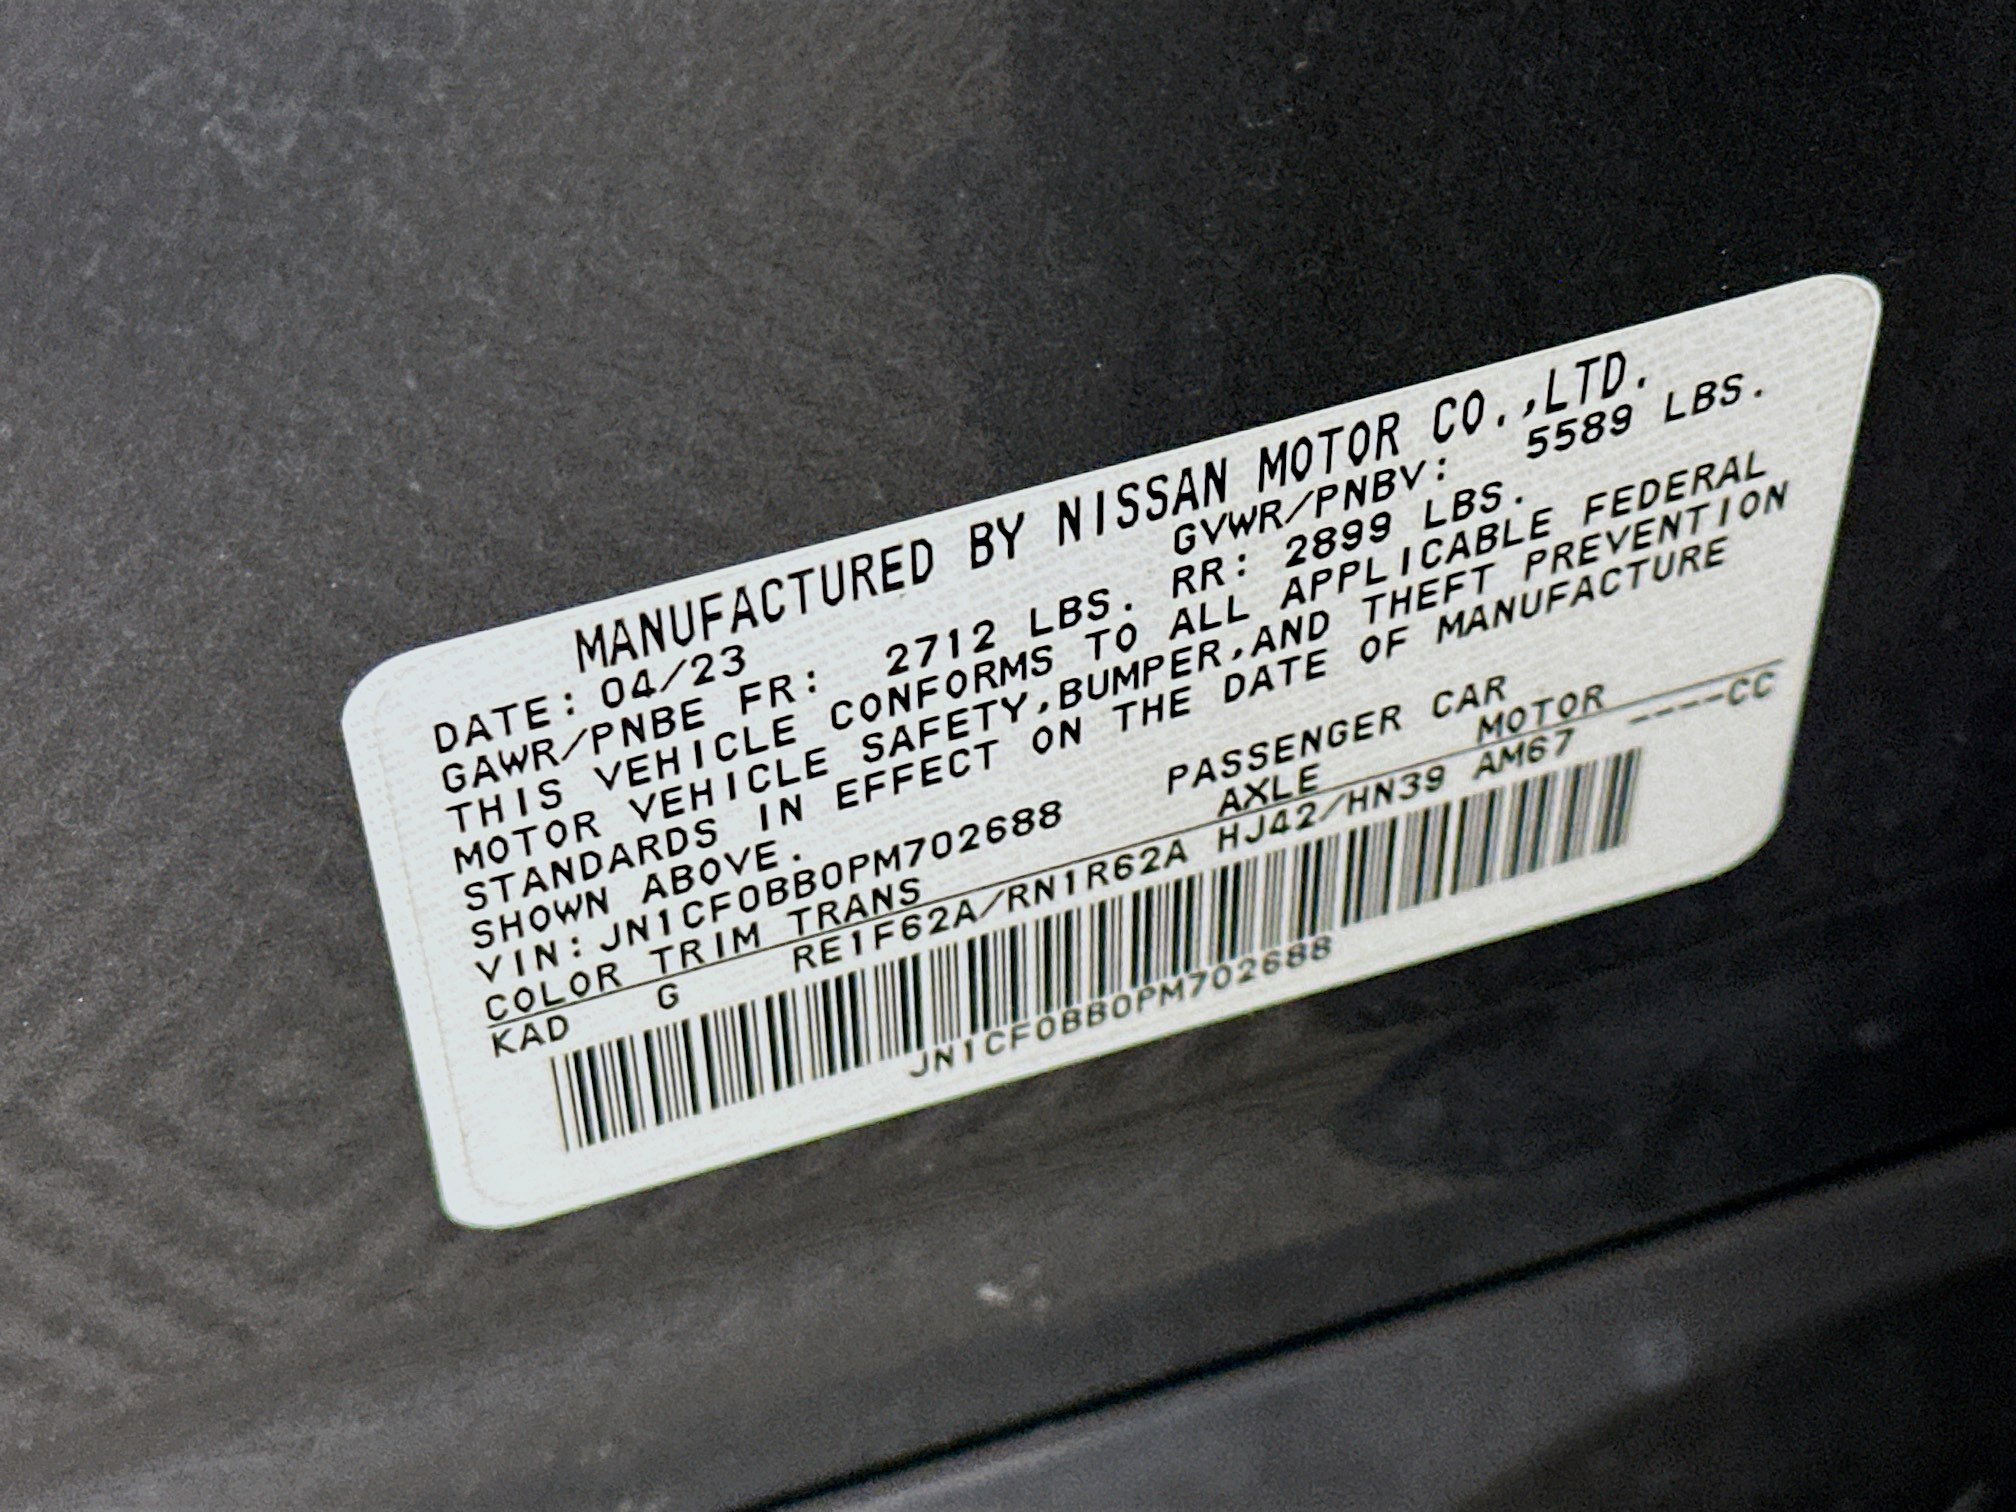 MANUFACTURED BY NISSAN MOTOR CO.,LTD.
DATE: 04/23 GVWR/PNBV: 5589 LBS.
GAWR/PNBE FR: 2712 LBS. RR: 2899 LBS.
THIS VEHICLE CONFORMS TO ALL APPLICABLE FEDERAL
MOTOR VEHICLE SAFETY,BUMPER,AND THEFT PREVENTION
STANDARDS IN EFFECT ON THE DATE OF MANUFACTURE
SHOWN ABOVE.
VIN: JN1CF0BB0PM702688 PASSENGER CAR
COLOR TRIM TRANS AXLE MOTOR
KAD G RE1F62A/RN1R62A HJ42/HN39 AM67 ----CC
JN1CF0BB0PM702688